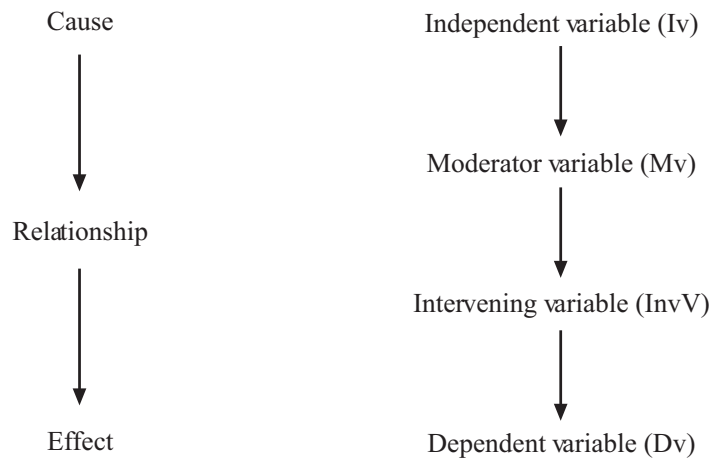 Cause
Independent variable (Iv)
Moderator variable (Mv)
Relationship
Intervening variable (InvV)
Effect
Dependent variable (Dv)